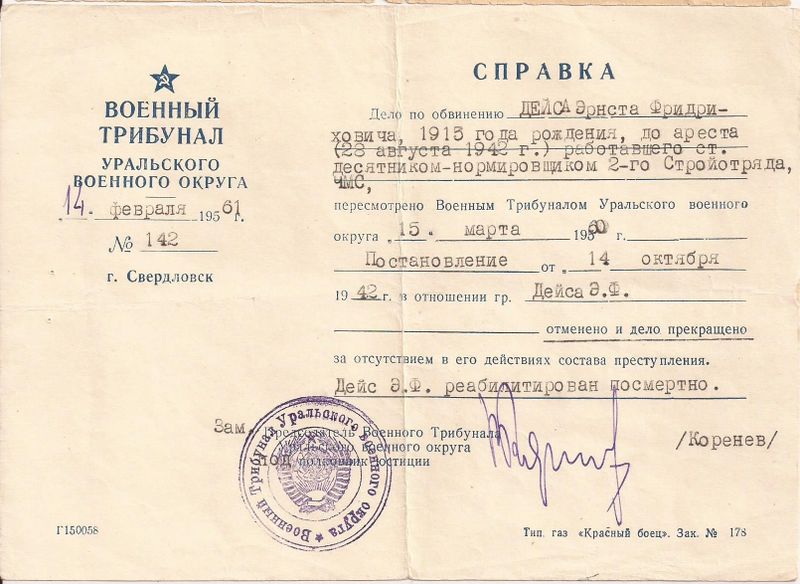 ВОЕННЫЙ
ТРИБУНАЛ
УРАЛЬСКОГО
ВОЕННОГО ОКРУГА
14. февраля 1961 г.
№ 142
г. Свердловск
СПРАВКА
Дело по обвинению ДЕЙСА Эрнста Фридри-
ховича, 1915 года рождения, до ареста
(28 августа 1942 г.) работавшего ст.
десятником-нормировщиком 2-го Стройотряда,
ЧМС,
пересмотрено Военным Трибуналом Уральского военного
округа 15. марта 1960 г.
Постановление от 14 октября
1942 г. в отношении гр. Дейса Э.Ф.
отменено и дело прекращено
за отсутствием в его действиях состава преступления.
Дейс Э.Ф. реабилитирован посмертно.
Зам. Председатель Военного Трибунала
Уральского военного округа
подполковник юстиции
/Коренев/
Военный Трибунал Уральского военного округа
Г150058
Тип. газ «Красный боец». Зак. № 178